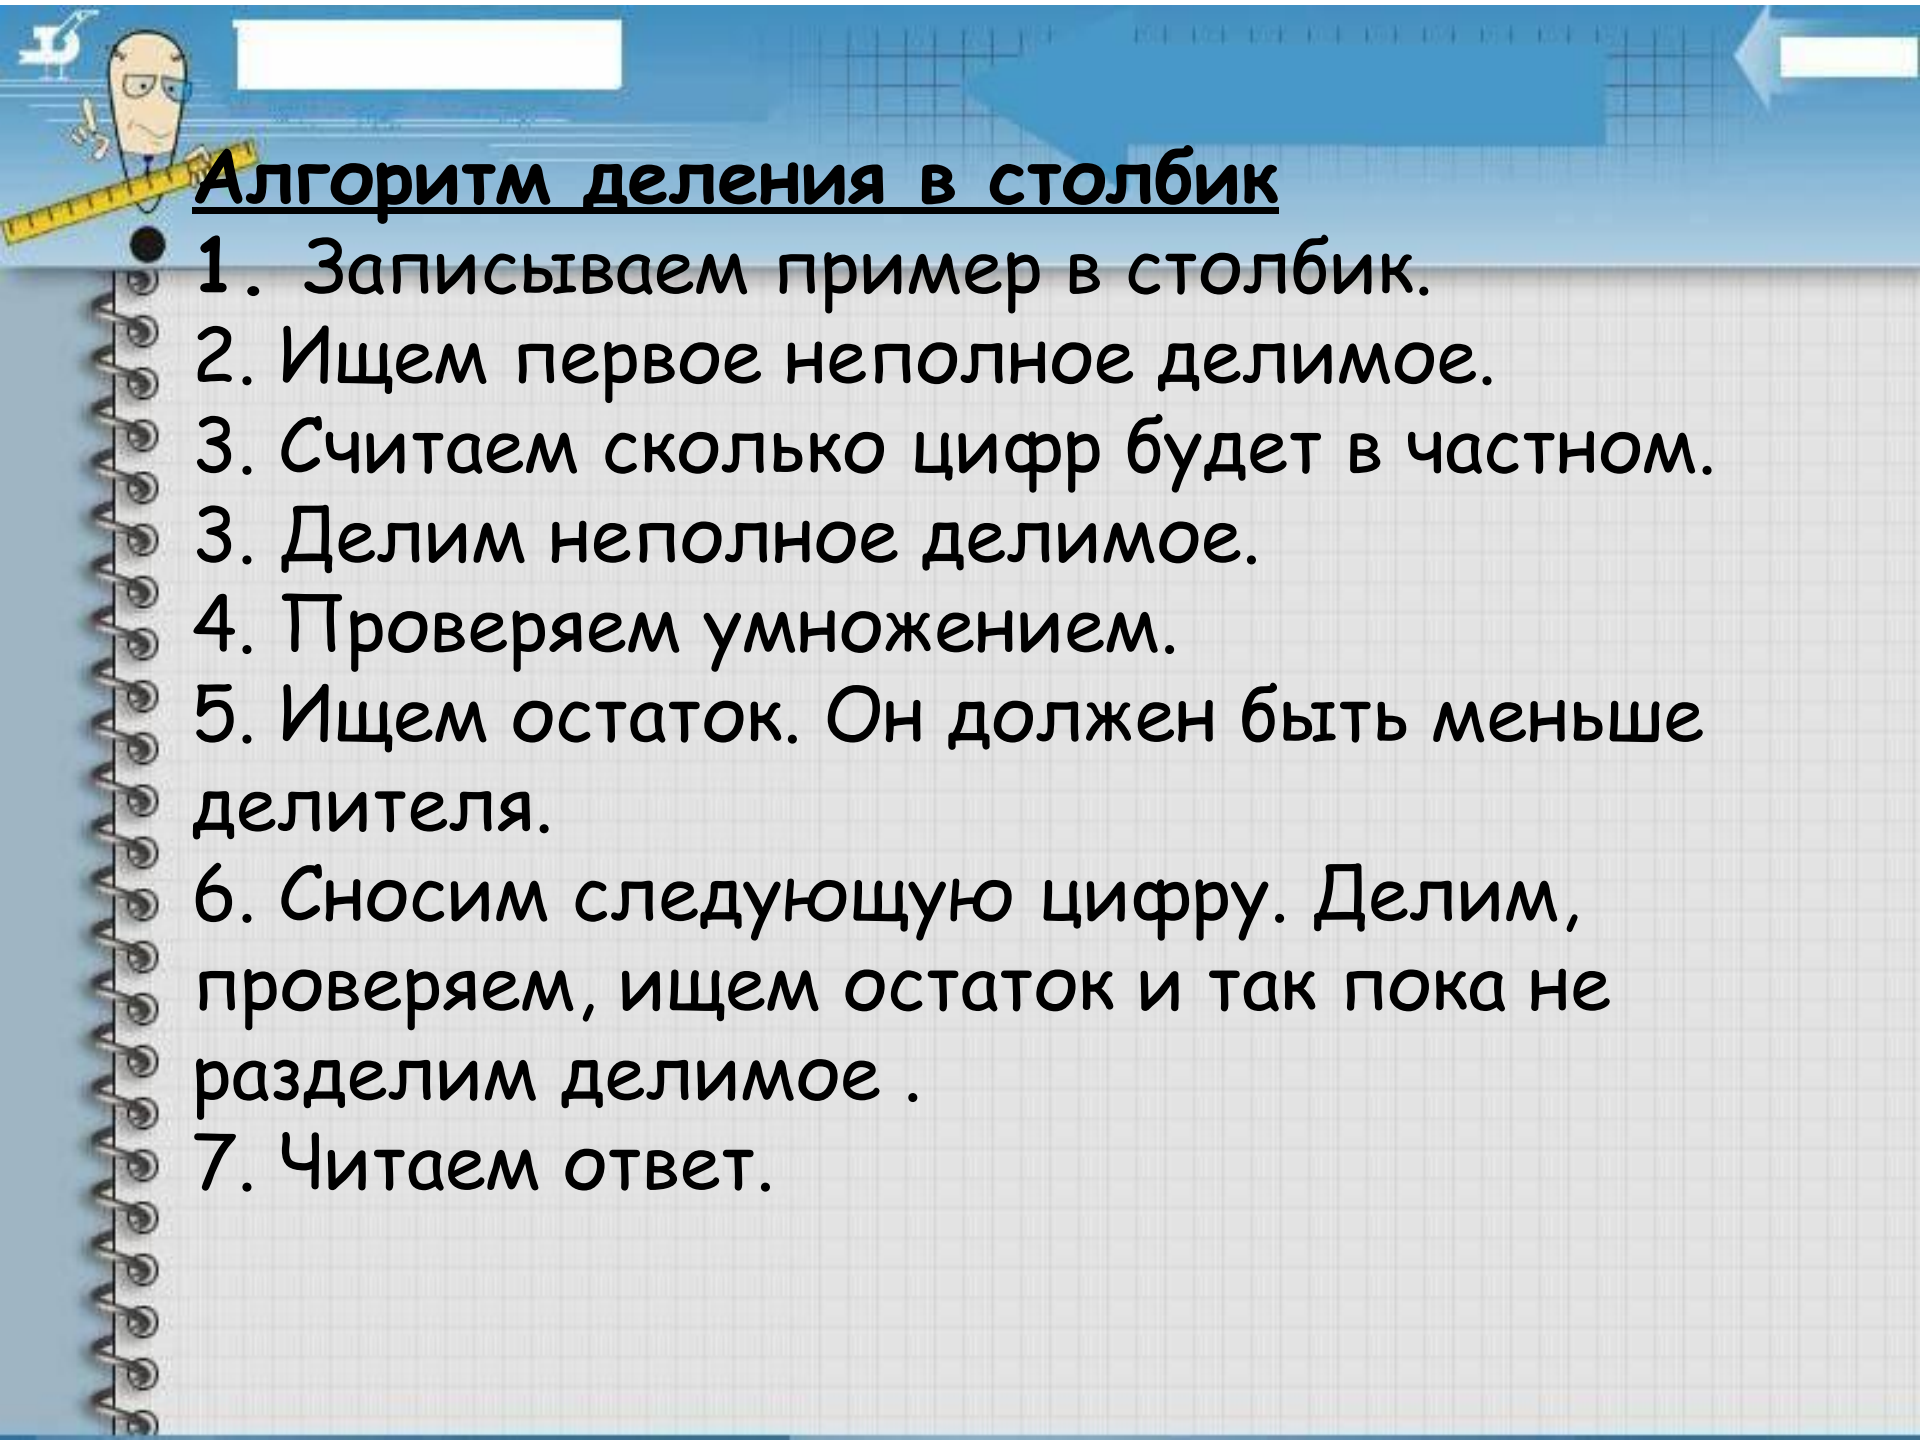 Алгоритм деления в столбик
1. Записываем пример в столбик.
2. Ищем первое неполное делимое.
3. Считаем сколько цифр будет в частном.
3. Делим неполное делимое.
4. Проверяем умножением.
5. Ищем остаток. Он должен быть меньше
делителя.
6. Сносим следующую цифру. Делим,
проверяем, ищем остаток и так пока не
разделим делимое .
7. Читаем ответ.